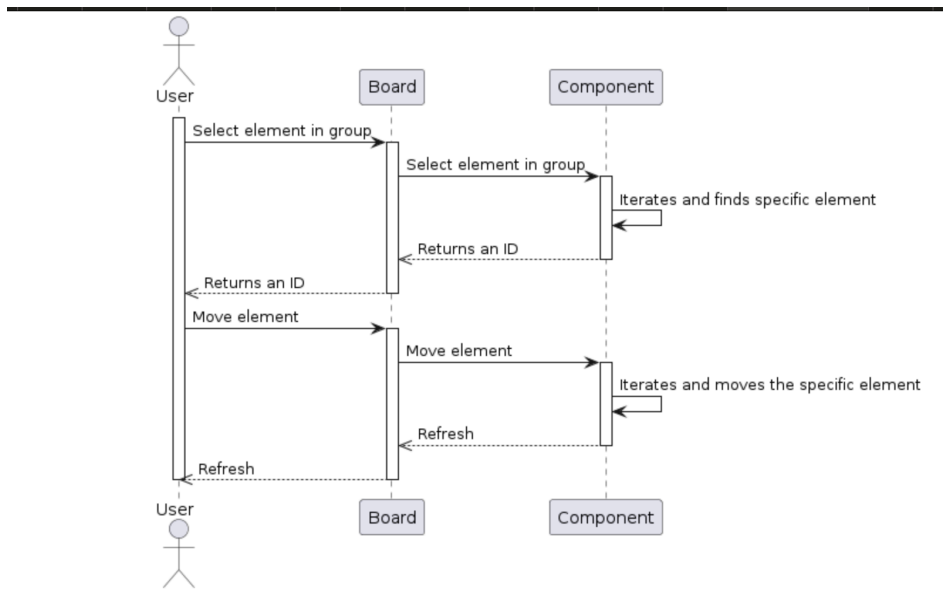 User
Board
Component
Select element in group
Select element in group
Iterates and finds specific element
Returns an ID
Returns an ID
Move element
Move element
Iterates and moves the specific element
Refresh
Refresh
User
Board
Component